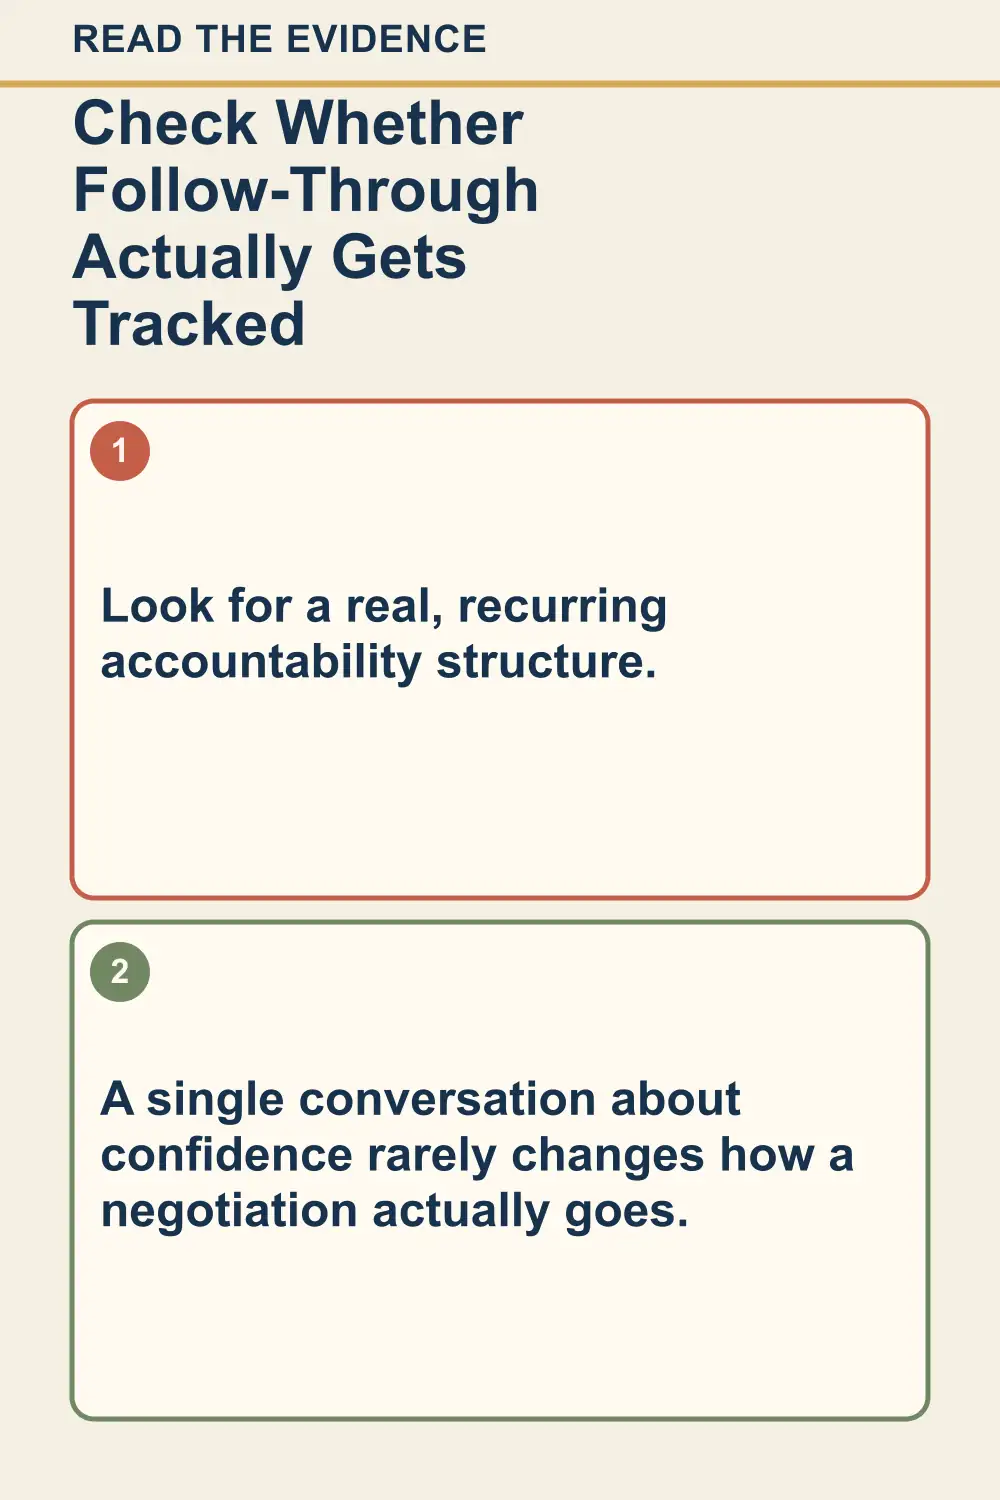 READ THE EVIDENCE
Check Whether
Follow-Through
Actually Gets
Tracked
1
Look for a real, recurring
accountability structure.
2
A single conversation about
confidence rarely changes how a
negotiation actually goes.